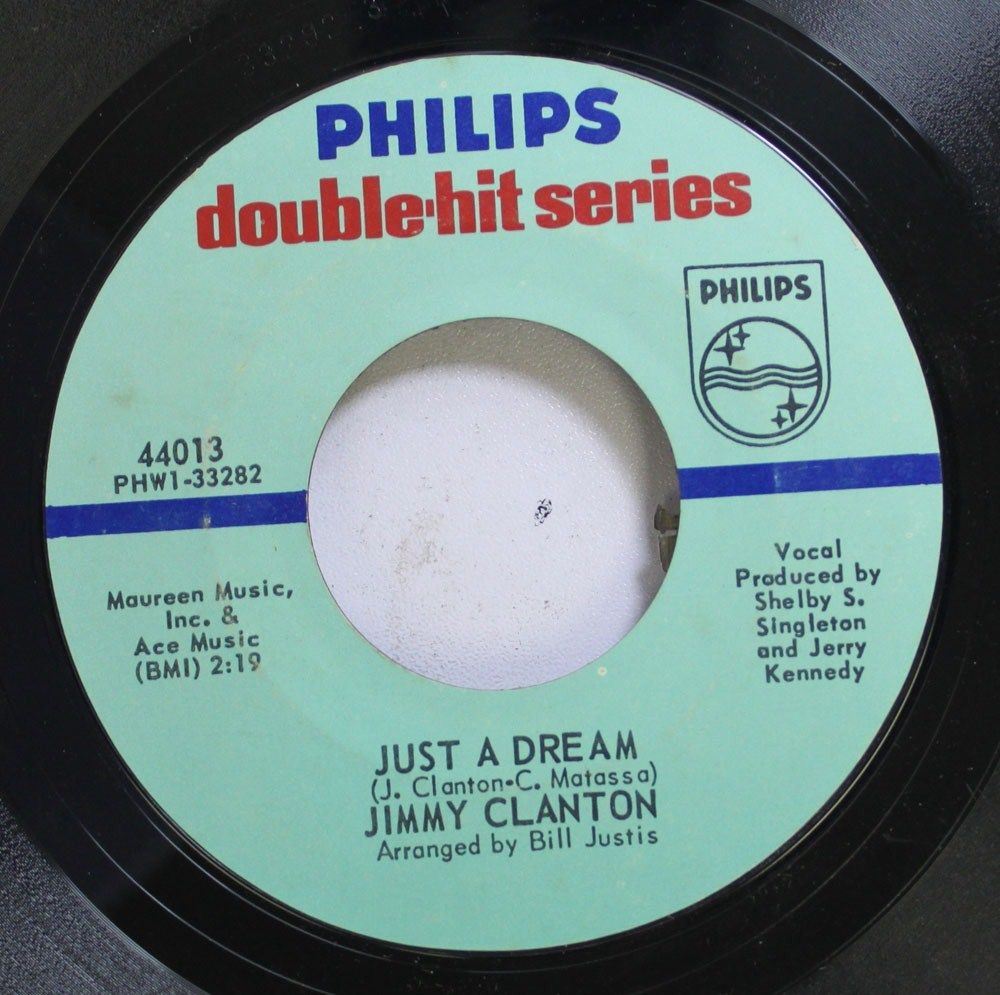 PHILIPS
double·hit series
PHILIPS
44013
PHW1-33282
Maureen Music,
Inc. &
Ace Music
(BMI) 2:19
Vocal
Produced by
Shelby S.
Singleton
and Jerry
Kennedy
JUST A DREAM
(J. Clanton•C. Matassa)
JIMMY CLANTON
Arranged by Bill Justis